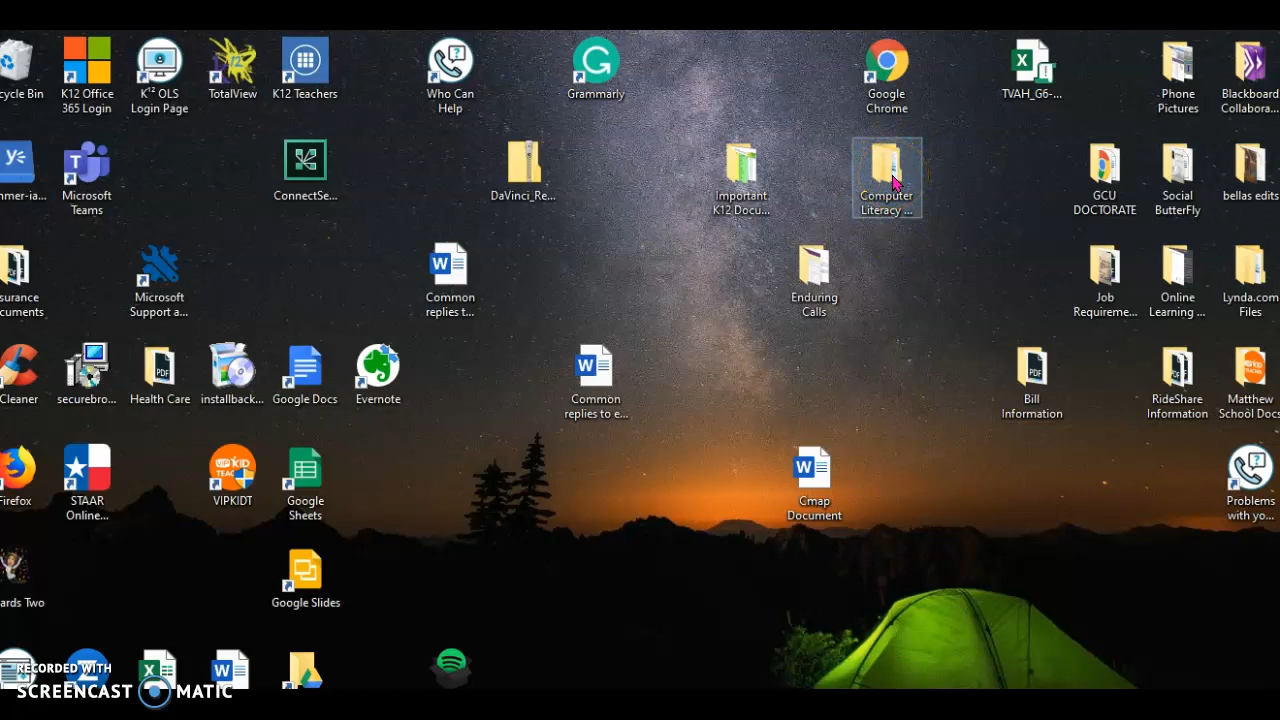 cycle Bin
K12 Office
365 Login
K¹² OLS
Login Page
TotalView
K12 Teachers
Who Can
Help
Grammarly
Google
Chrome
TVAH_G6-...
Phone
Pictures
Blackboard
Collabora...
mmer-ia...
Microsoft
Teams
ConnectSe...
DaVinci_Re...
Important
K12 Docu...
Computer
Literacy ...
GCU
DOCTORATE
Social
ButterFly
bellas edits
surance
cuments
Microsoft
Support a...
Common
replies t...
Enduring
Calls
Job
Requireme...
Online
Learning ...
Lynda.com
Files
Cleaner
securebro...
Health Care
installback...
Google Docs
Evernote
Common
replies to e...
Bill
Information
RideShare
Information
Matthew
School Docs
Firefox
STAAR
Online...
VIPKIDT
Google
Sheets
Cmap
Document
Problems
with yo...
ards Two
Google Slides
RECORDED WITH
SCREENCAST MATIC